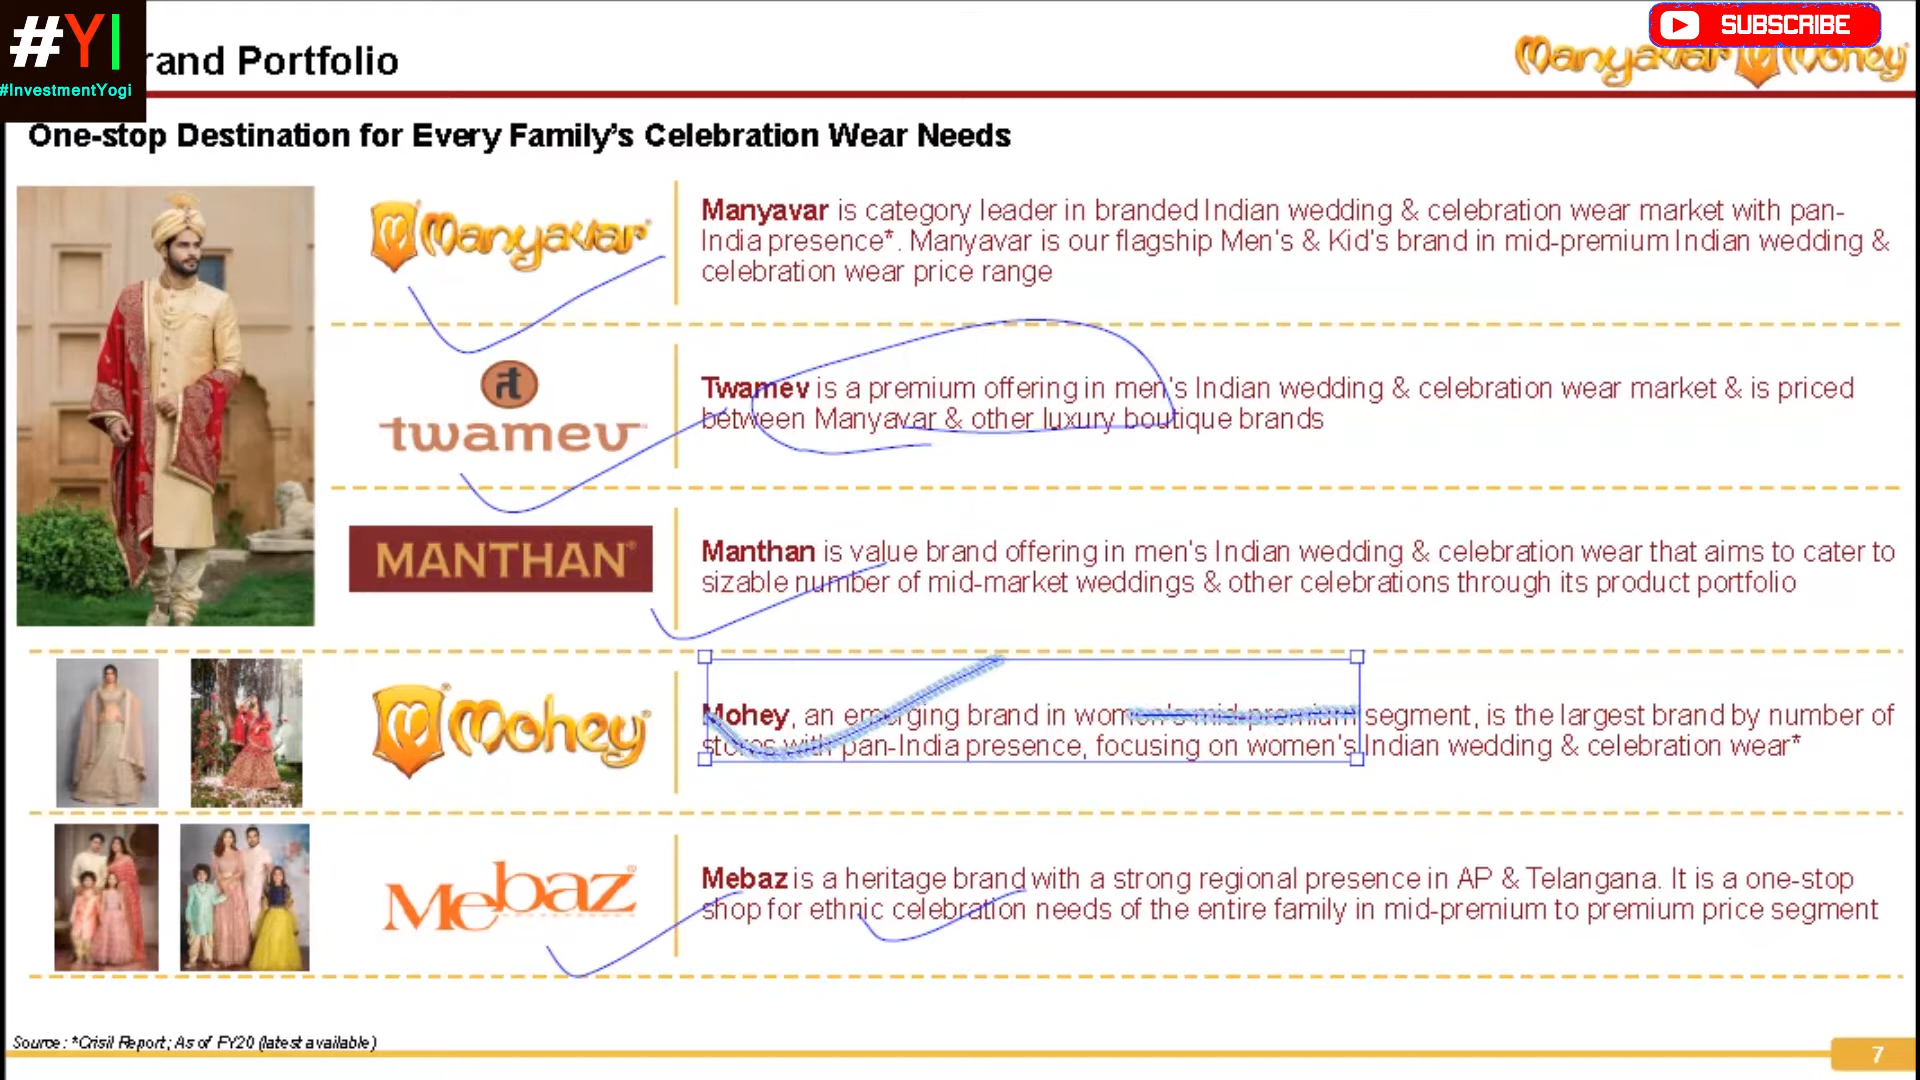 #YI
#InvestmentYogi
rand Portfolio
SUBSCRIBE
Manyavar Mohey
One-stop Destination for Every Family's Celebration Wear Needs
Manyavar
Manyavar is category leader in branded Indian wedding & celebration wear market with pan-
India presence*. Manyavar is our flagship Men's & Kid's brand in mid-premium Indian wedding &
celebration wear price range
twamev
Twamev is a premium offering in men's Indian wedding & celebration wear market & is priced
between Manyavar & other luxury boutique brands
MANTHAN
Manthan is value brand offering in men's Indian wedding & celebration wear that aims to cater to
sizable number of mid-market weddings & other celebrations through its product portfolio
Mohey
Mohey, an emerging brand in women's mid-premium segment, is the largest brand by number of
stores with pan-India presence, focusing on women's Indian wedding & celebration wear*
Mebaz
Mebaz is a heritage brand with a strong regional presence in AP & Telangana. It is a one-stop
shop for ethnic celebration needs of the entire family in mid-premium to premium price segment
Source: *Crisil Report; As of FY20 (latest available)
7